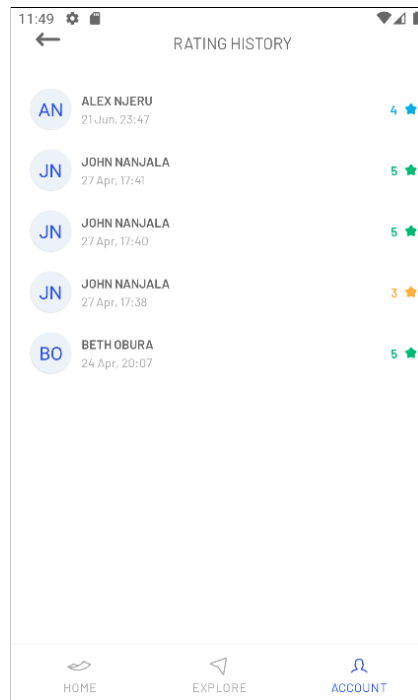 11:49
RATING HISTORY
AN
ALEX NJERU
21 Jun, 23:47
4
JN
JOHN NANJALA
27 Apr, 17:41
5
JN
JOHN NANJALA
27 Apr, 17:40
5
JN
JOHN NANJALA
27 Apr, 17:38
3
BO
BETH OBURA
24 Apr, 20:07
5
HOME
EXPLORE
ACCOUNT